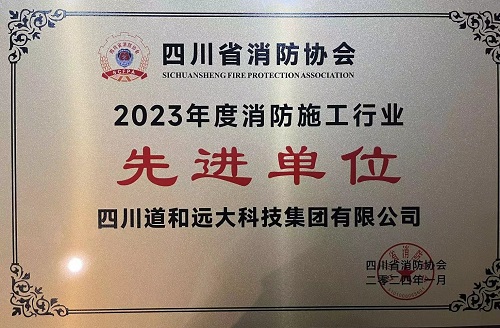 四川省消防协会
SCFPA
SICHUANSHENG FIRE PROTECTION ASSOCIATION
2023年度消防施工行业
先进单位
四川道和远大科技集团有限公司
四川省消防协会
二零二四年一月